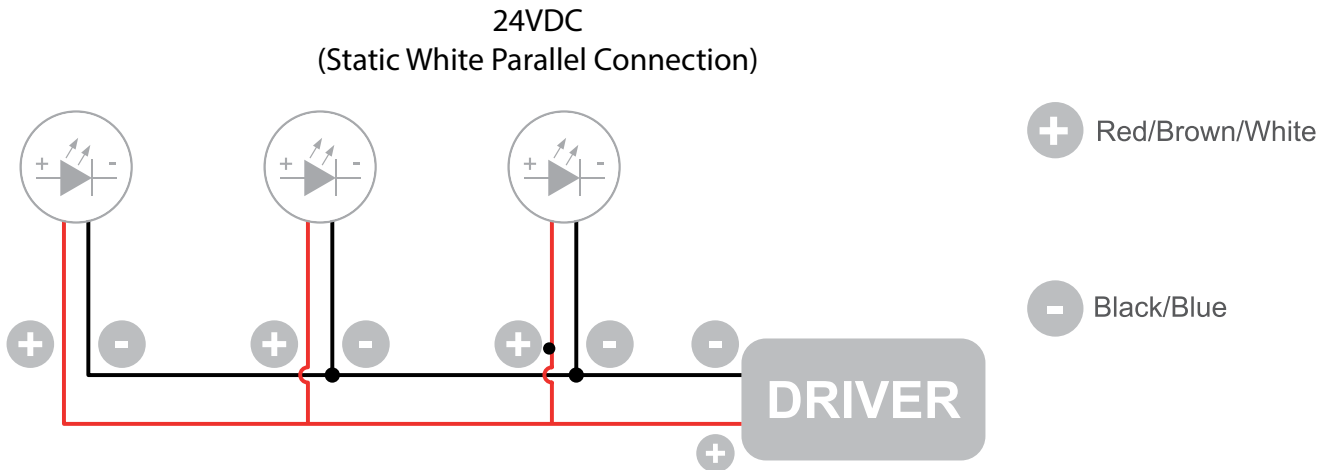 24VDC
(Static White Parallel Connection)
+ -
+ -
+ -
+ Red/Brown/White
- Black/Blue
+ -
+ -
+ -
-
DRIVER
+